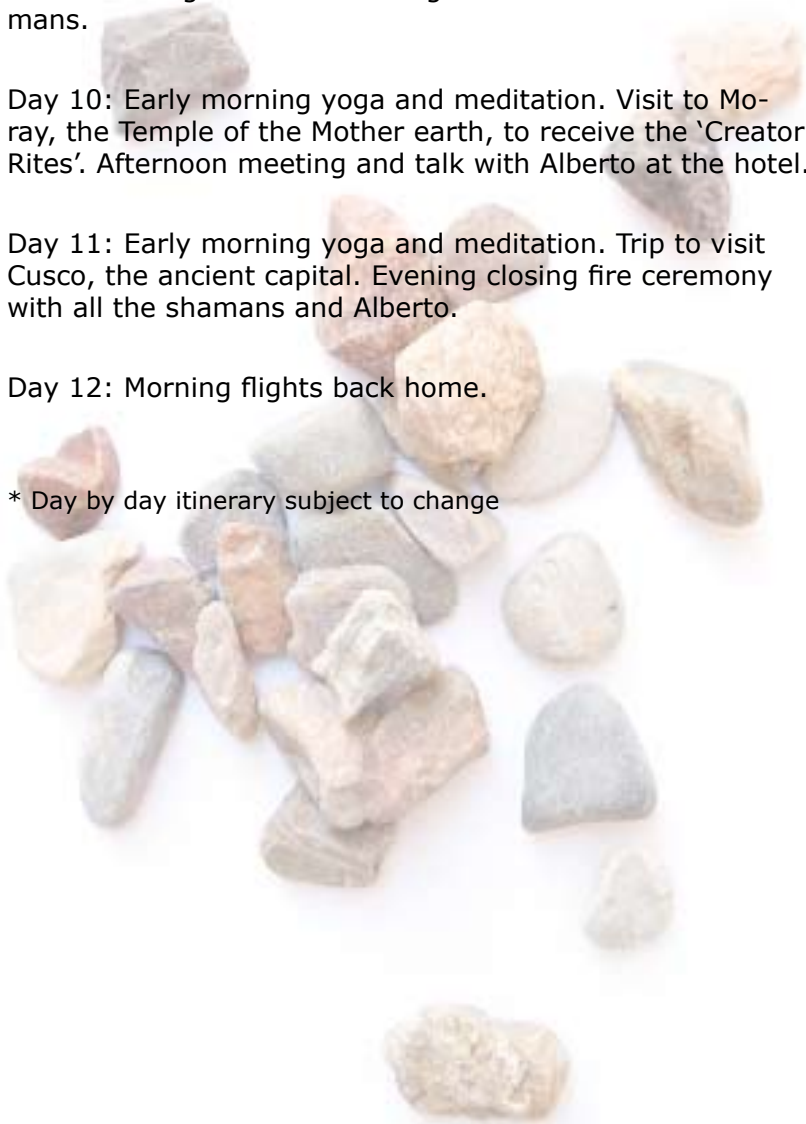 mans.
Day 10: Early morning yoga and meditation. Visit to Mo-
ray, the Temple of the Mother earth, to receive the ‘Creator
Rites’. Afternoon meeting and talk with Alberto at the hotel.
Day 11: Early morning yoga and meditation. Trip to visit
Cusco, the ancient capital. Evening closing fire ceremony
with all the shamans and Alberto.
Day 12: Morning flights back home.
* Day by day itinerary subject to change